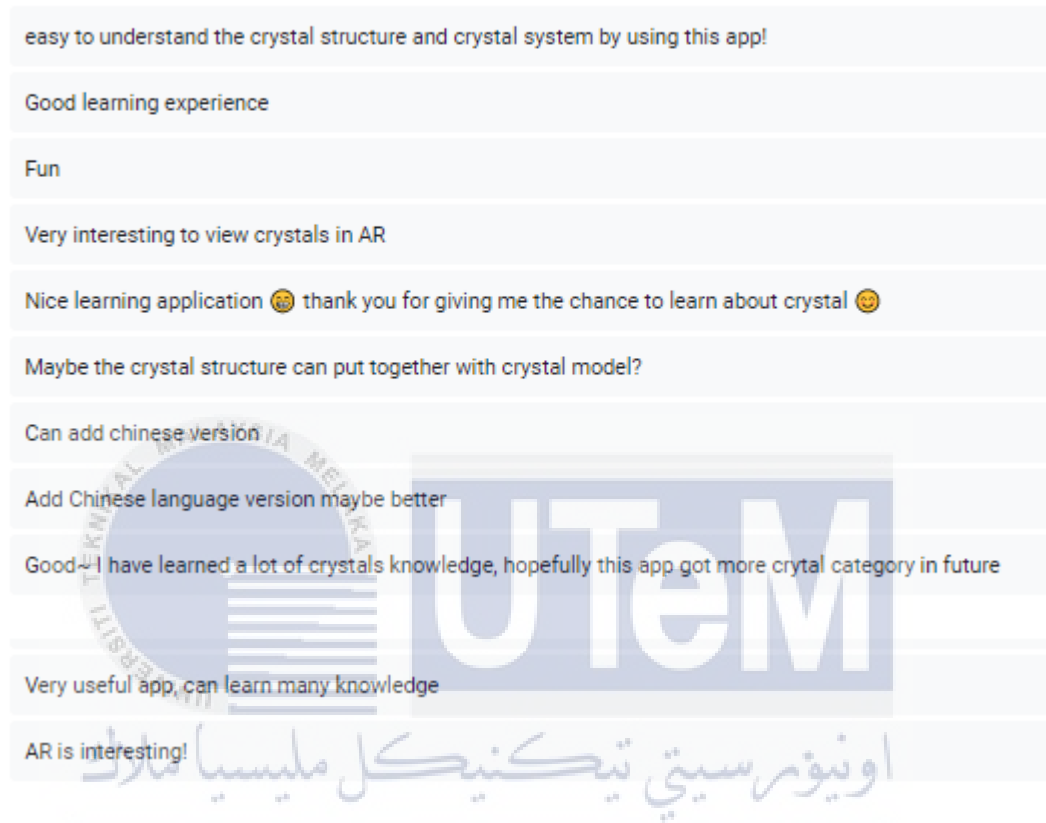 easy to understand the crystal structure and crystal system by using this app!
Good learning experience
Fun
Very interesting to view crystals in AR
Nice learning application 😁 thank you for giving me the chance to learn about crystal 😊
Maybe the crystal structure can put together with crystal model?
Can add chinese version
Add Chinese language version maybe better
Good~ I have learned a lot of crystals knowledge, hopefully this app got more crytal category in future
Very useful app, can learn many knowledge
AR is interesting!
UNIVERSITI TEKNIKAL MALAYSIA MELAKA
UTeM
اونيۏرسيتي تيكنيكل مليسيا ملاك